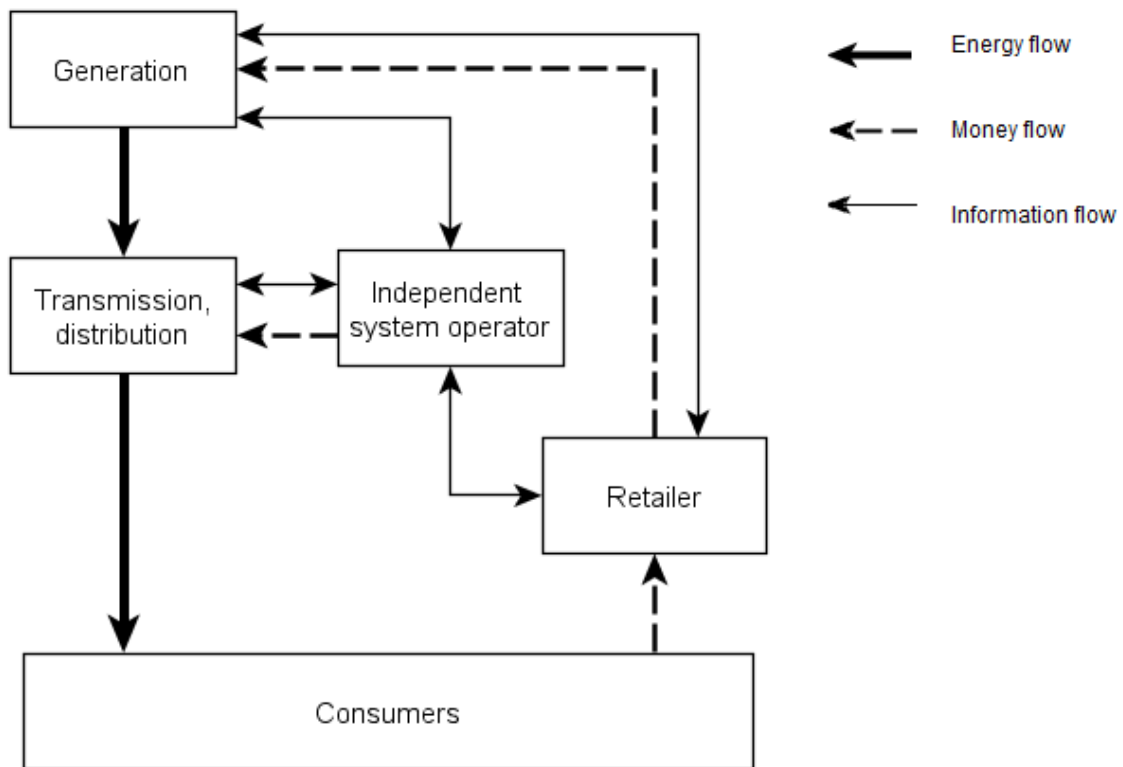 Generation
Energy flow
Money flow
Information flow
Transmission,
distribution
Independent
system operator
Retailer
Consumers